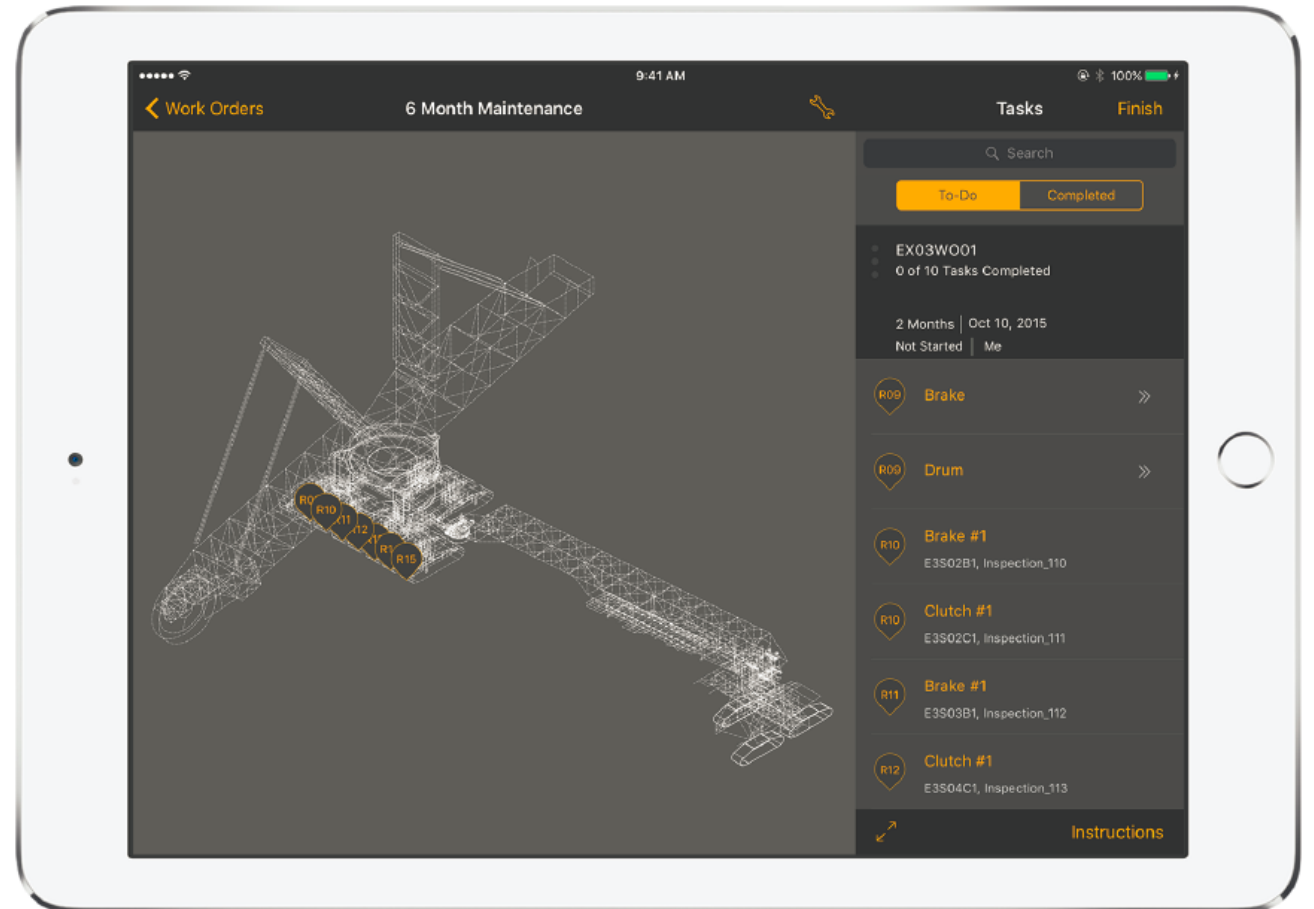 9:41 AM
100%
Work Orders
6 Month Maintenance
Tasks
Finish
Search
To-Do
Completed
EX03WO01
0 of 10 Tasks Completed
2 Months | Oct 10, 2015
Not Started | Me
R09 Brake
R09 Drum
R10 Brake #1
E3S02B1, Inspection_110
R10 Clutch #1
E3S02C1, Inspection_111
R11 Brake #1
E3S03B1, Inspection_112
R12 Clutch #1
E3S04C1, Inspection_113
Instructions
R10
R15